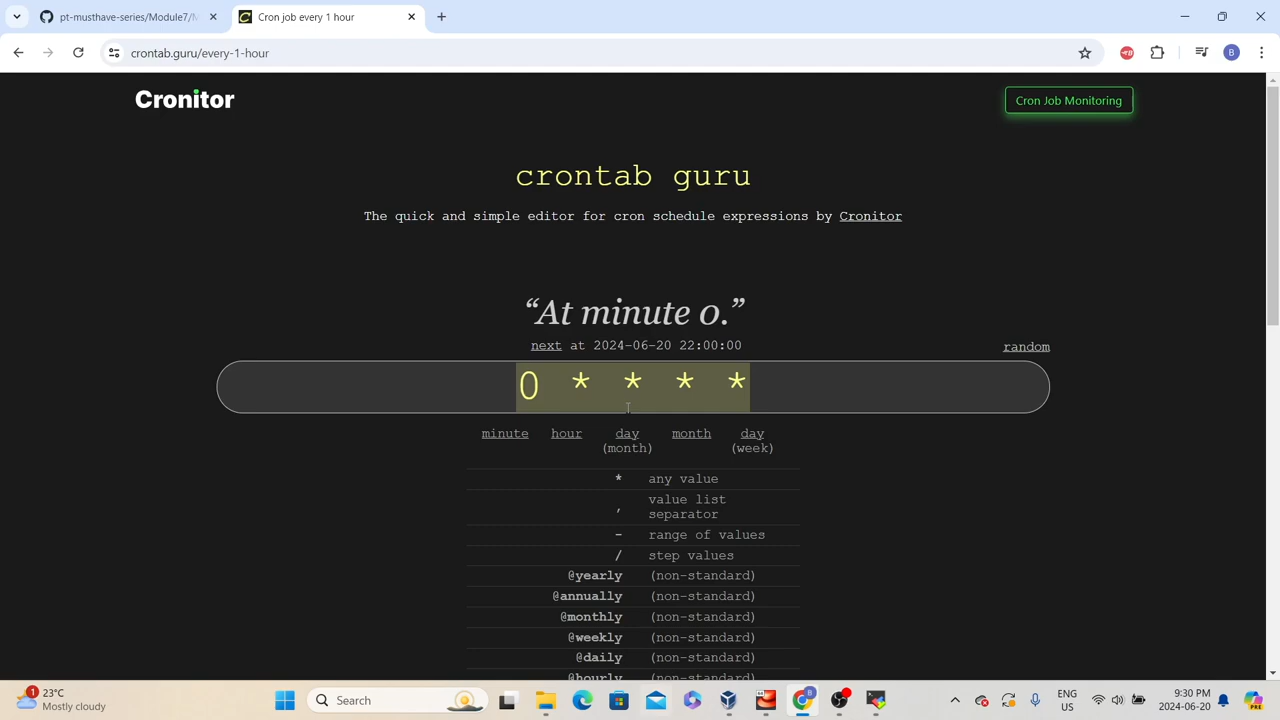 pt-musthave-series/Module7/M
Cron job every 1 hour
crontab.guru/every-1-hour
B
Cronitor
Cron Job Monitoring
crontab guru
The quick and simple editor for cron schedule expressions by Cronitor
“At minute 0.”
next at 2024-06-20 22:00:00
random
0 * * * *
minute hour day (month) month day (week)
* any value
, value list separator
- range of values
/ step values
@yearly (non-standard)
@annually (non-standard)
@monthly (non-standard)
@weekly (non-standard)
@daily (non-standard)
@hourly (non-standard)
1
23°C
Mostly cloudy
Search
B
ENG
US
9:30 PM
2024-06-20
PRE